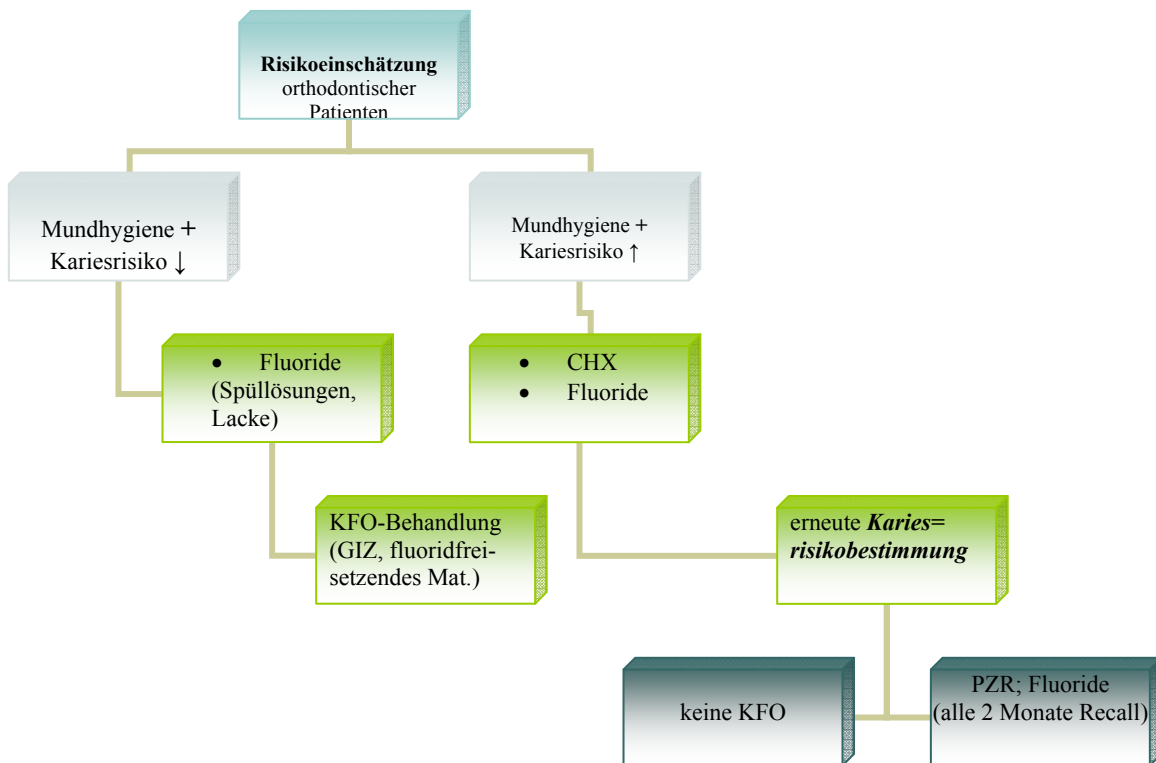 Risikoeinschätzung
orthodontischer
Patienten
Mundhygiene +
Kariesrisiko ↓
Mundhygiene +
Kariesrisiko ↑
• Fluoride
(Spüllösungen,
Lacke)
• CHX
• Fluoride
KFO-Behandlung
(GIZ, fluoridfrei-
setzendes Mat.)
erneute Karies=
risikobestimmung
keine KFO
PZR; Fluoride
(alle 2 Monate Recall)